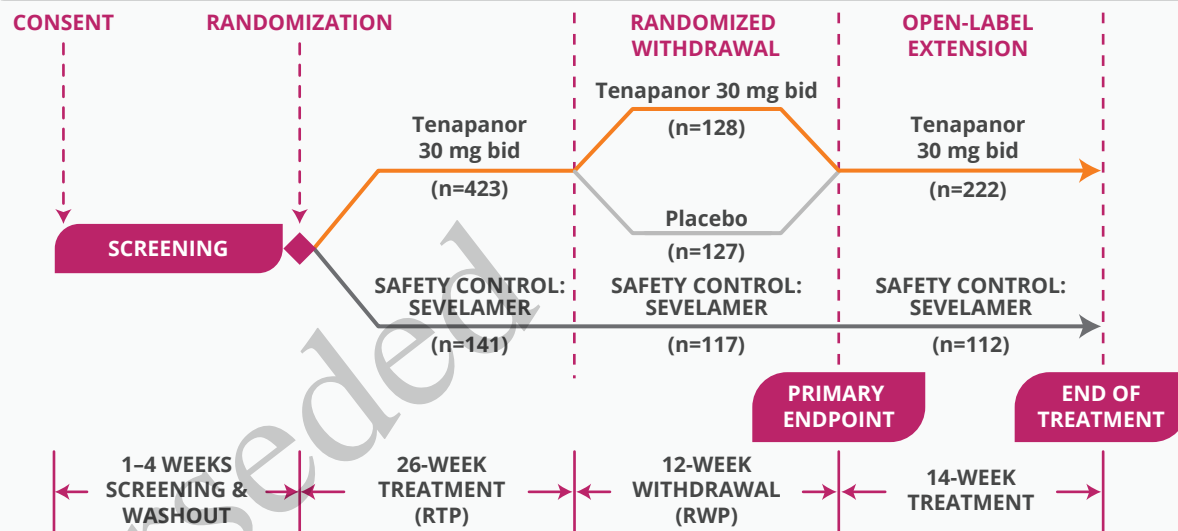 CONSENT
RANDOMIZATION
RANDOMIZED
WITHDRAWAL
OPEN-LABEL
EXTENSION
Tenapanor
30 mg bid
(n=423)
Tenapanor 30 mg bid
(n=128)
Tenapanor
30 mg bid
(n=222)
Placebo
(n=127)
SCREENING
SAFETY CONTROL:
SEVELAMER
(n=141)
SAFETY CONTROL:
SEVELAMER
(n=117)
SAFETY CONTROL:
SEVELAMER
(n=112)
PRIMARY
ENDPOINT
END OF
TREATMENT
1–4 WEEKS
SCREENING &
WASHOUT
26-WEEK
TREATMENT
(RTP)
12-WEEK
WITHDRAWAL
(RWP)
14-WEEK
TREATMENT
seded